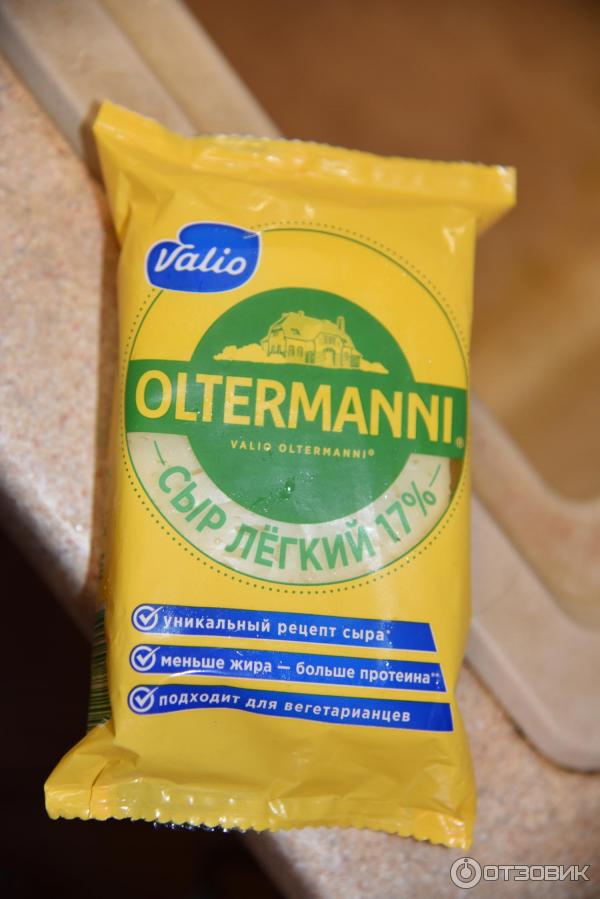 Valio
OLTERMANNI®
VALIO OLTERMANNI®
СЫР ЛЁГКИЙ 17%
уникальный рецепт сыра*
меньше жира — больше протеина**
подходит для вегетарианцев
ОТЗОВИК